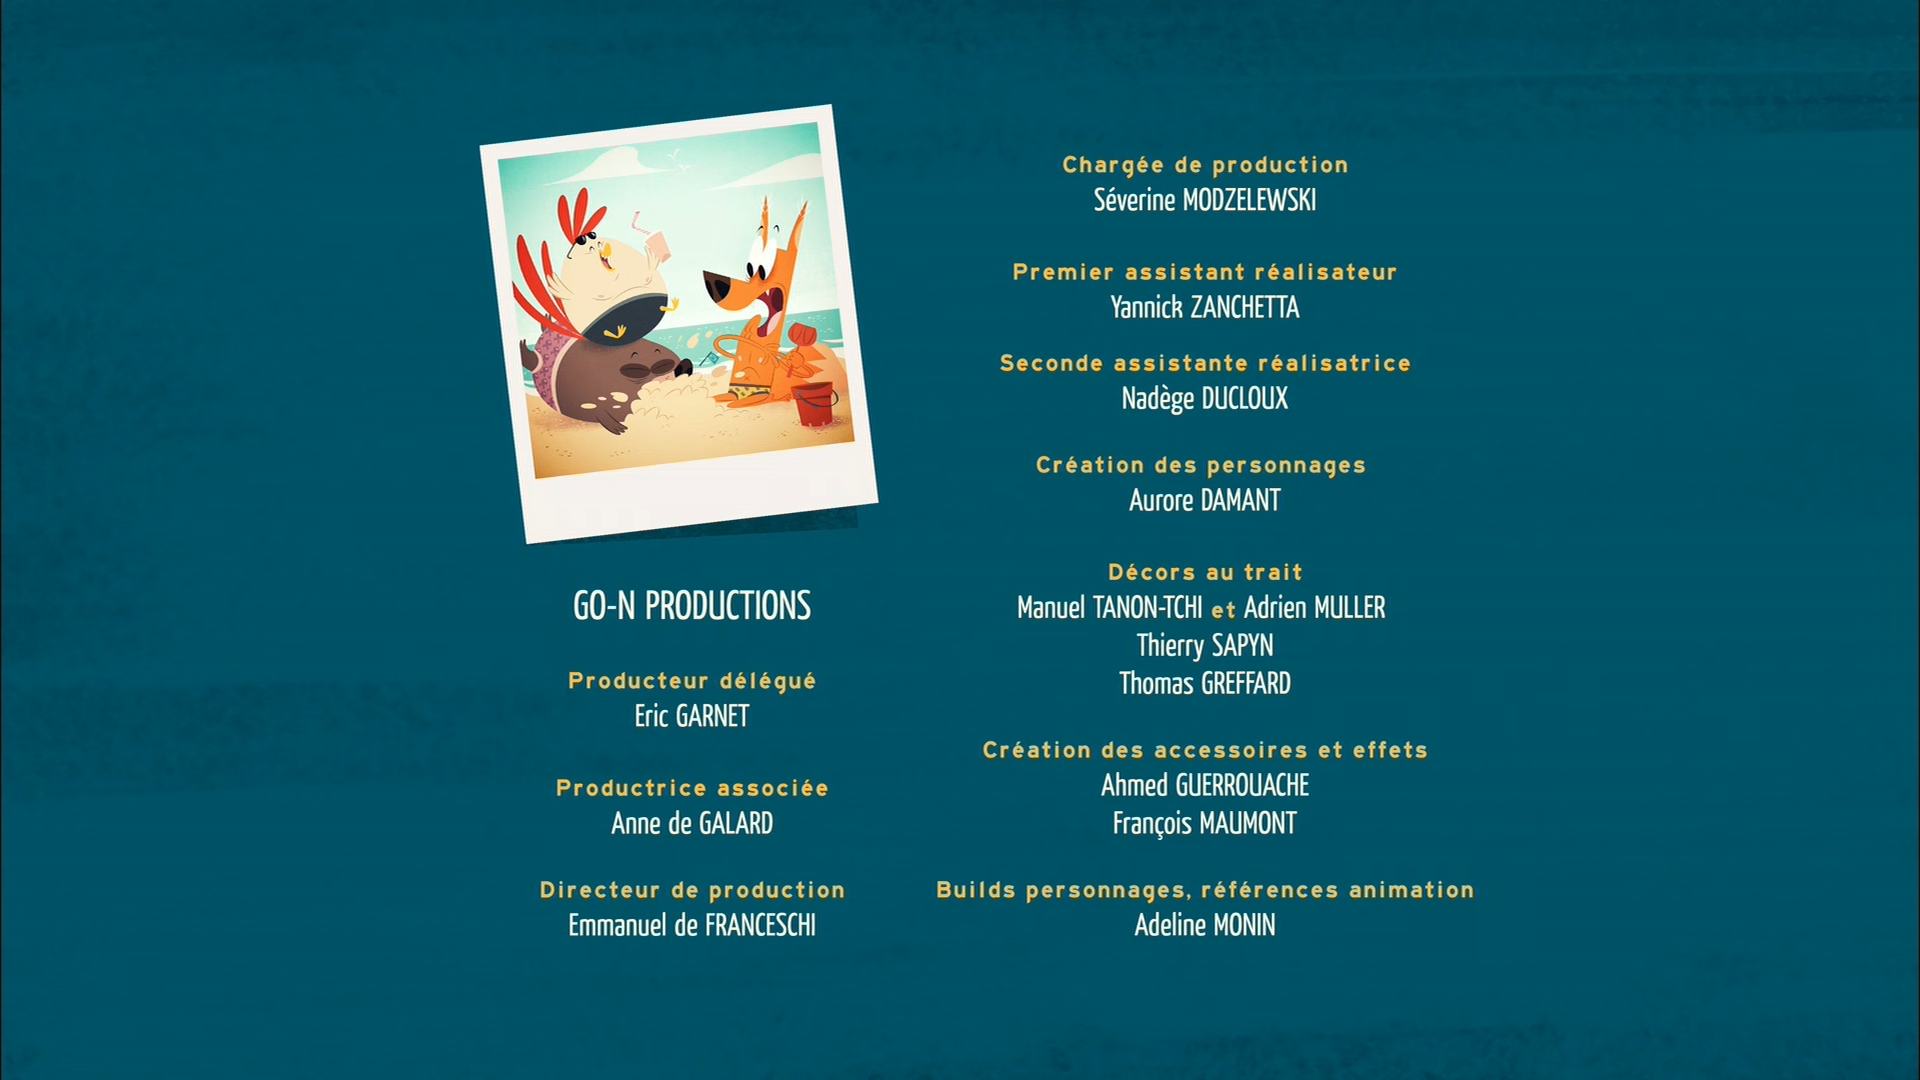 GO-N PRODUCTIONS
Producteur délégué
Eric GARNET
Productrice associée
Anne de GALARD
Directeur de production
Emmanuel de FRANCESCHI
Chargée de production
Séverine MODZELEWSKI
Premier assistant réalisateur
Yannick ZANCHETTA
Seconde assistante réalisatrice
Nadège DUCLOUX
Création des personnages
Aurore DAMANT
Décors au trait
Manuel TANON-TCHI et Adrien MULLER
Thierry SAPYN
Thomas GREFFARD
Création des accessoires et effets
Ahmed GUERROUACHE
François MAUMONT
Builds personnages, références animation
Adeline MONIN